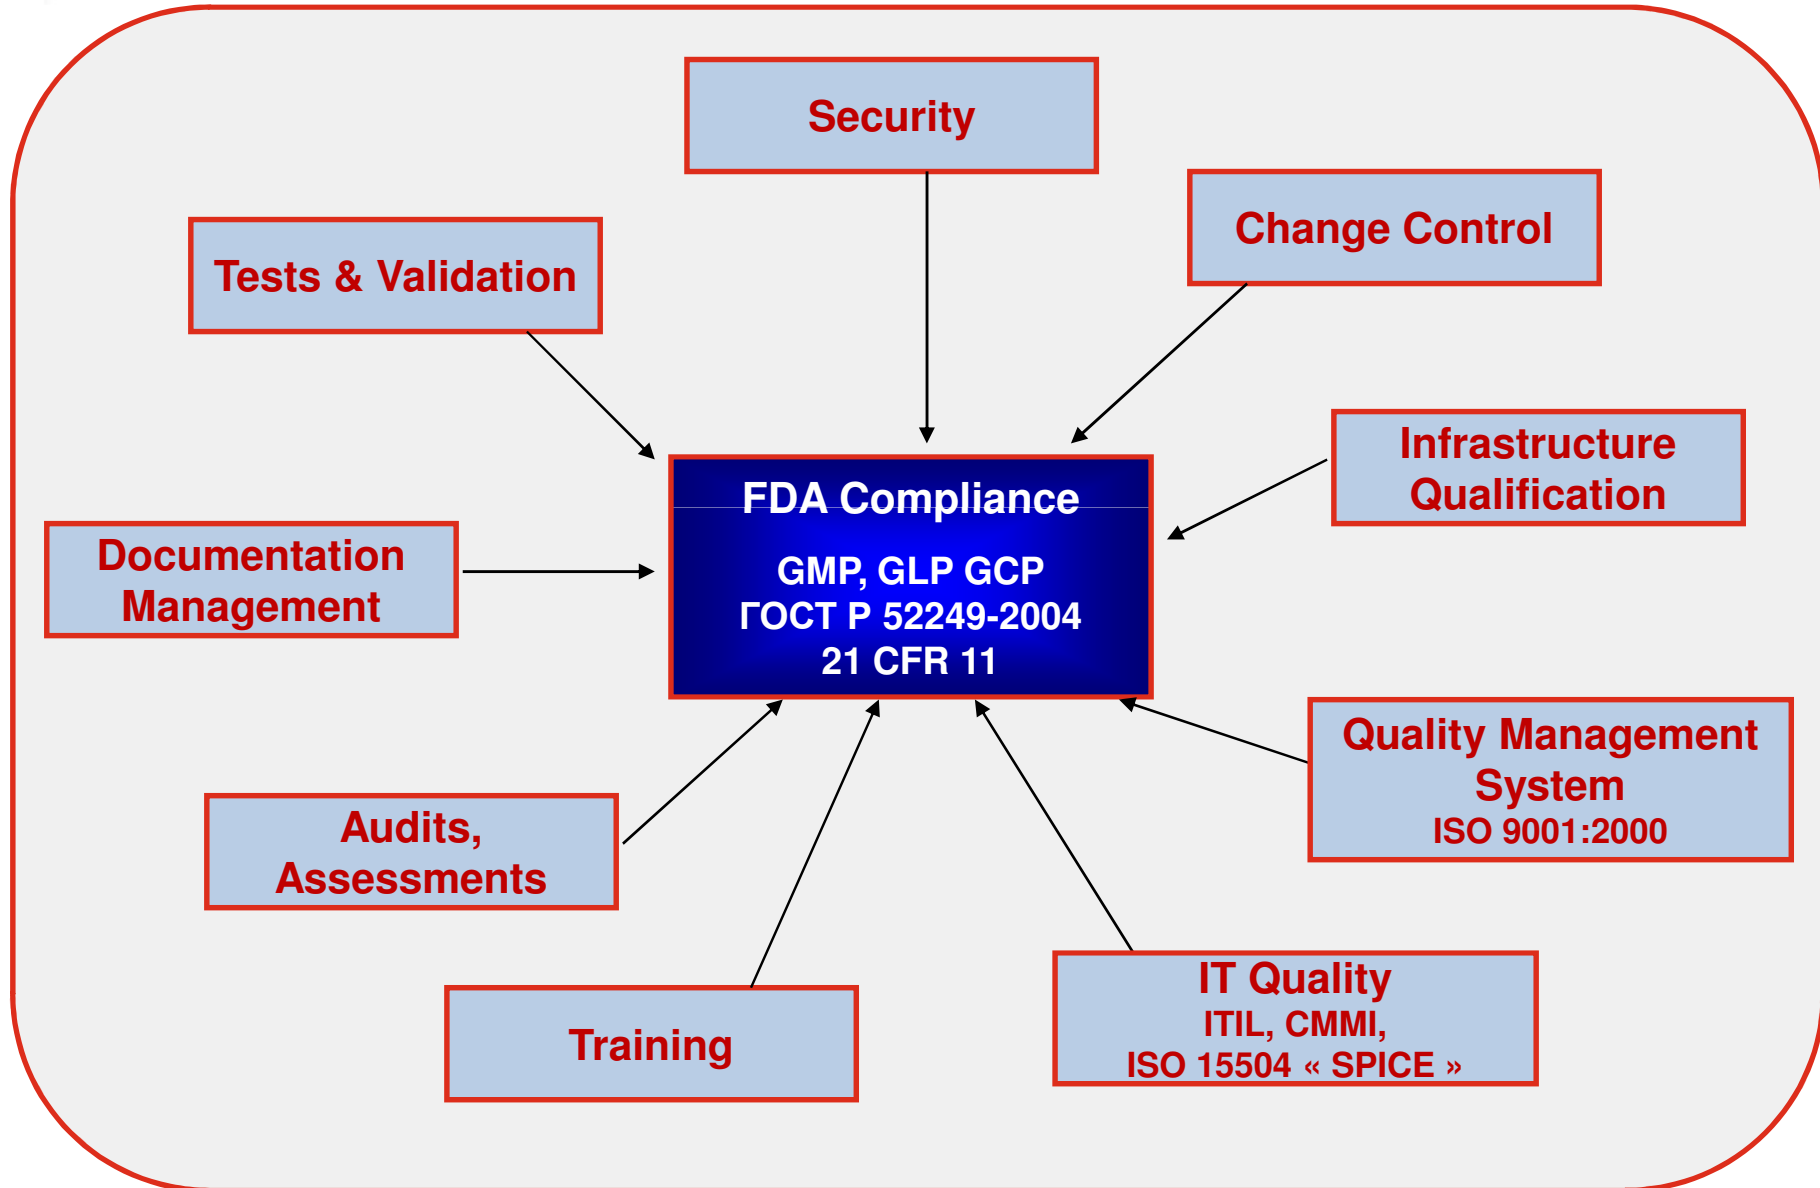 Security
Change Control
Tests & Validation
Infrastructure
Qualification
FDA Compliance
GMP, GLP GCP
ГОСТ Р 52249-2004
21 CFR 11
Documentation
Management
Quality Management
System
ISO 9001:2000
Audits,
Assessments
IT Quality
ITIL, CMMI,
ISO 15504 « SPICE »
Training